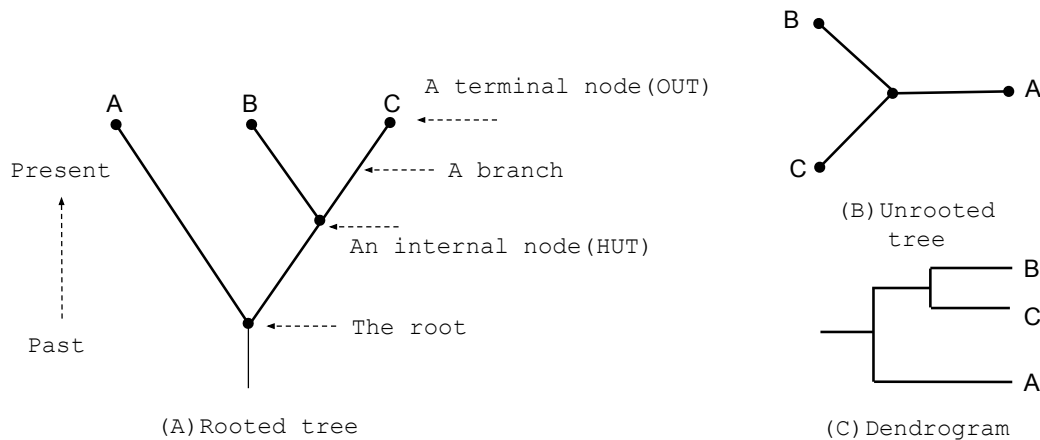 A
B
C
A terminal node(OUT)
A branch
An internal node(HUT)
The root
Present
Past
(A)Rooted tree
B
A
C
(B)Unrooted
tree
B
C
A
(C)Dendrogram